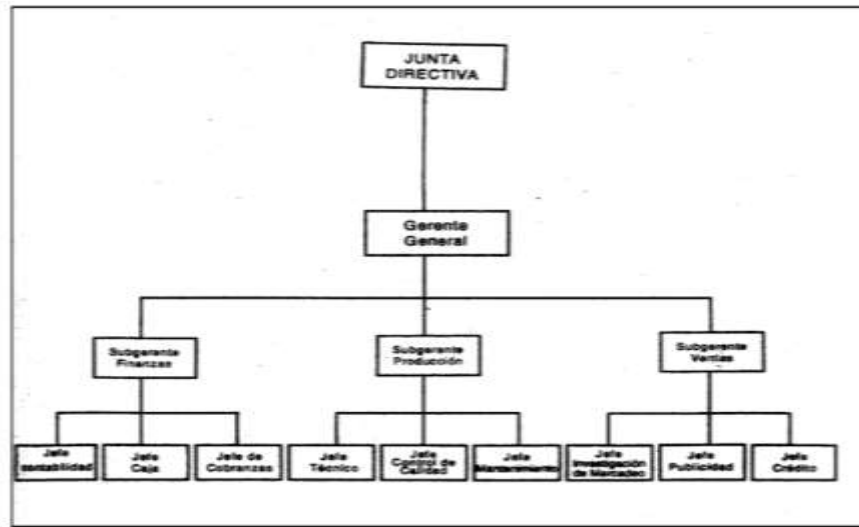 JUNTA
DIRECTIVA
Gerente
General
Subgerente
Finanzas
Subgerente
Producción
Subgerente
Ventas
Jefe
contabilidad
Jefe
Caja
Jefe de
Cobranzas
Jefe
Técnico
Jefe
Control de
Calidad
Jefe
Mantenimiento
Jefe
Investigación
de Mercadeo
Jefe
Publicidad
Jefe
Crédito